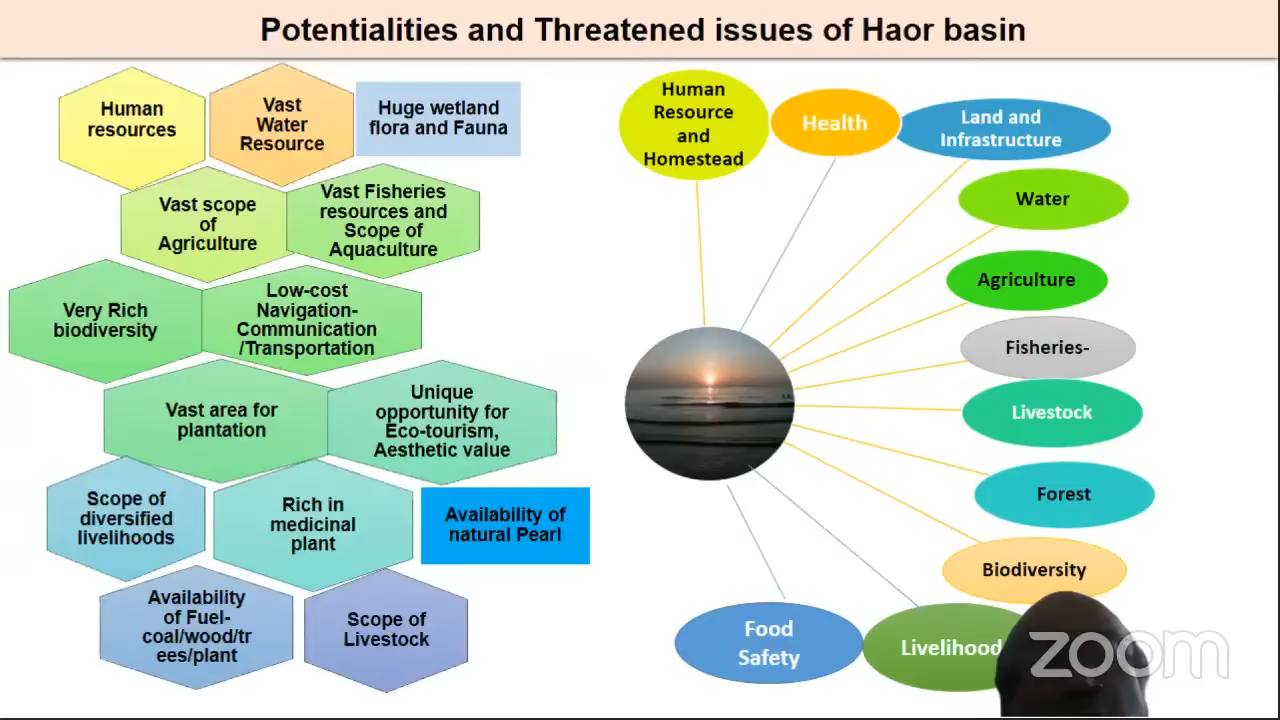 Potentialities and Threatened issues of Haor basin
Human
resources
Vast
Water
Resource
Huge wetland
flora and Fauna
Vast scope
of
Agriculture
Vast Fisheries
resources and
Scope of
Aquaculture
Very Rich
biodiversity
Low-cost
Navigation-
Communication
/Transportation
Vast area for
plantation
Unique
opportunity for
Eco-tourism,
Aesthetic value
Scope of
diversified
livelihoods
Rich in
medicinal
plant
Availability of
natural Pearl
Availability
of Fuel-
coal/wood/tr
ees/plant
Scope of
Livestock
Human
Resource
and
Homestead
Health
Land and
Infrastructure
Water
Agriculture
Fisheries-
Livestock
Forest
Biodiversity
Livelihood
Food
Safety
zoom